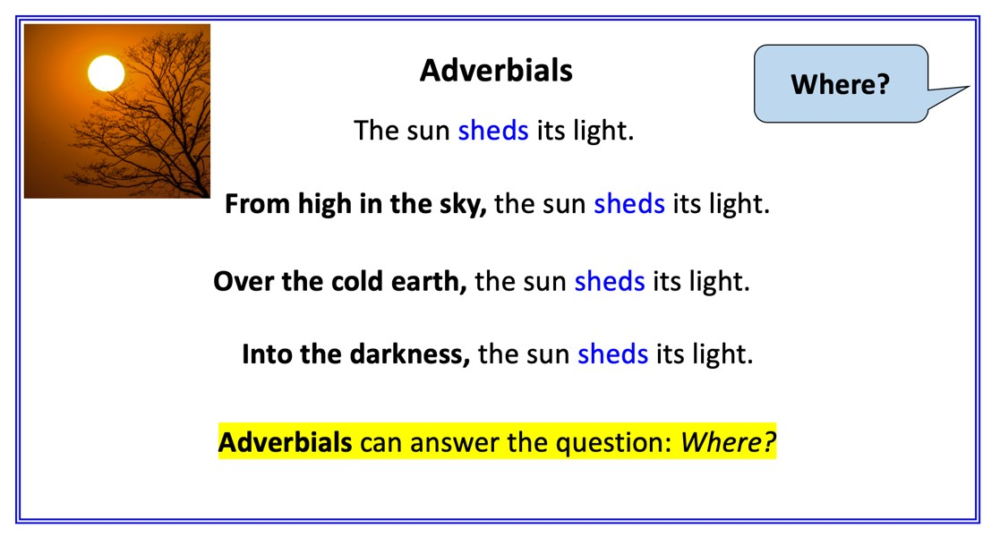 Adverbials
Where?
The sun sheds its light.
From high in the sky, the sun sheds its light.
Over the cold earth, the sun sheds its light.
Into the darkness, the sun sheds its light.
Adverbials can answer the question: Where?